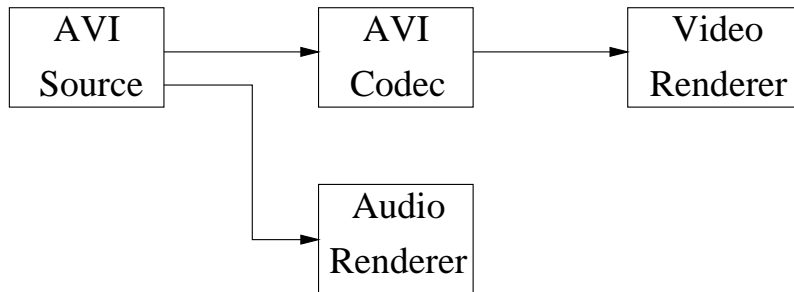 AVI
Source
AVI
Codec
Video
Renderer
Audio
Renderer